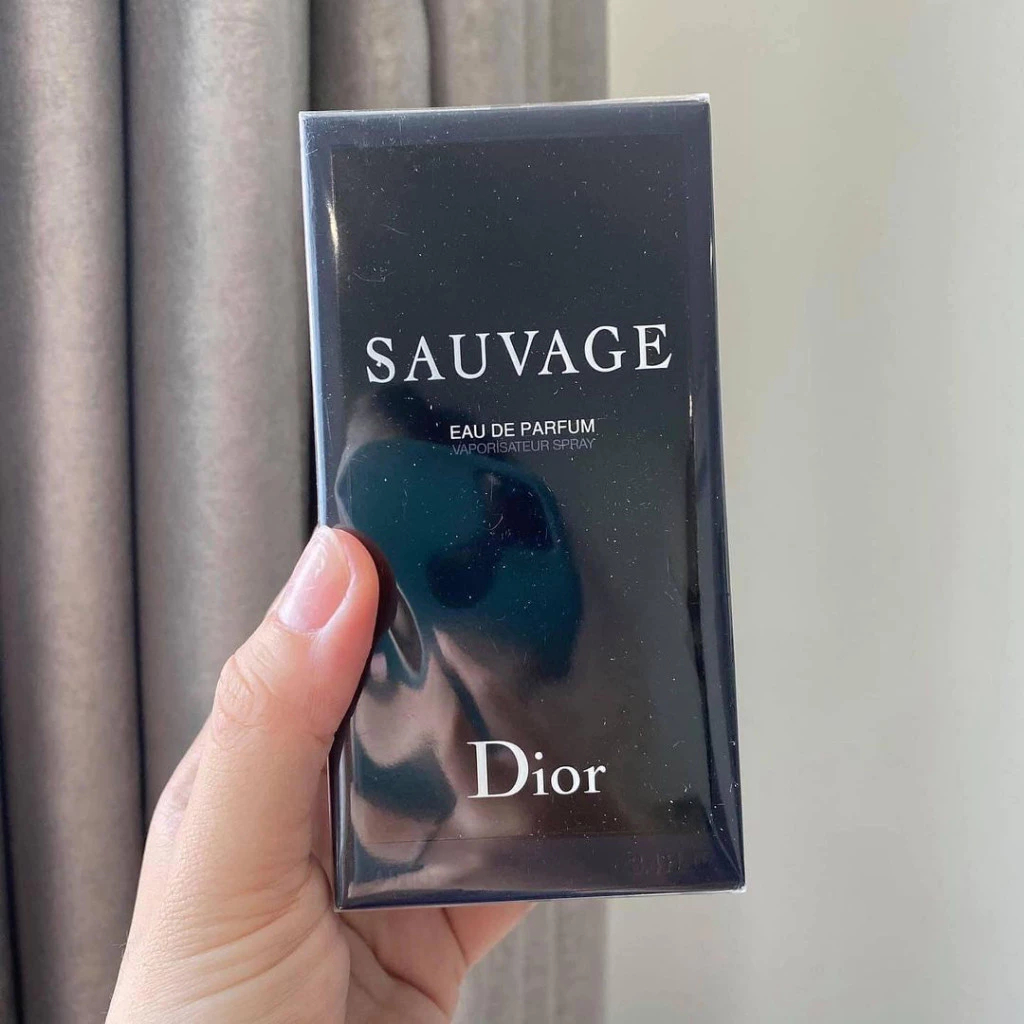 SAUVAGE
EAU DE PARFUM
VAPORISATEUR SPRAY
Dior